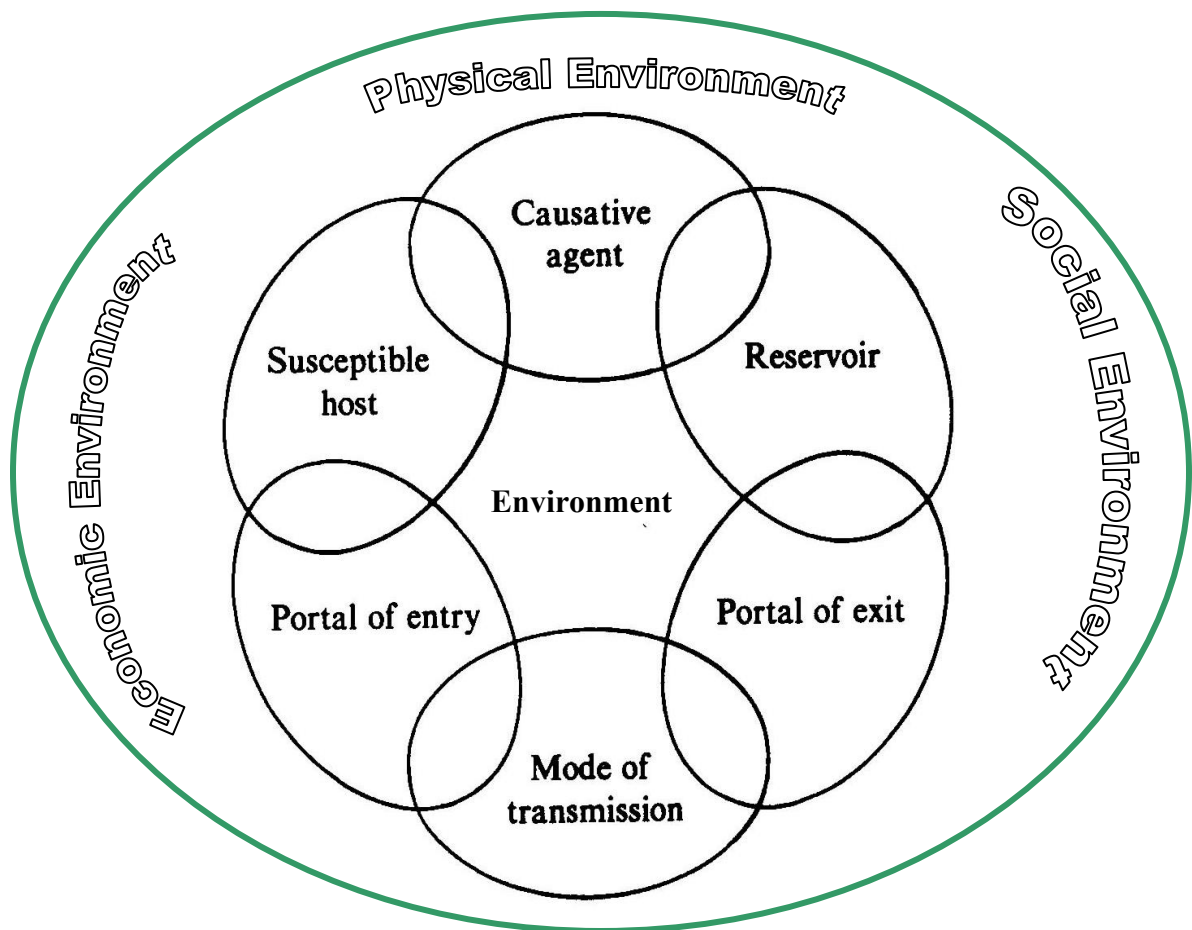 Physical Environment
Social Environment
Economic Environment
Causative
agent
Reservoir
Susceptible
host
Environment
Portal of entry
Portal of exit
Mode of
transmission